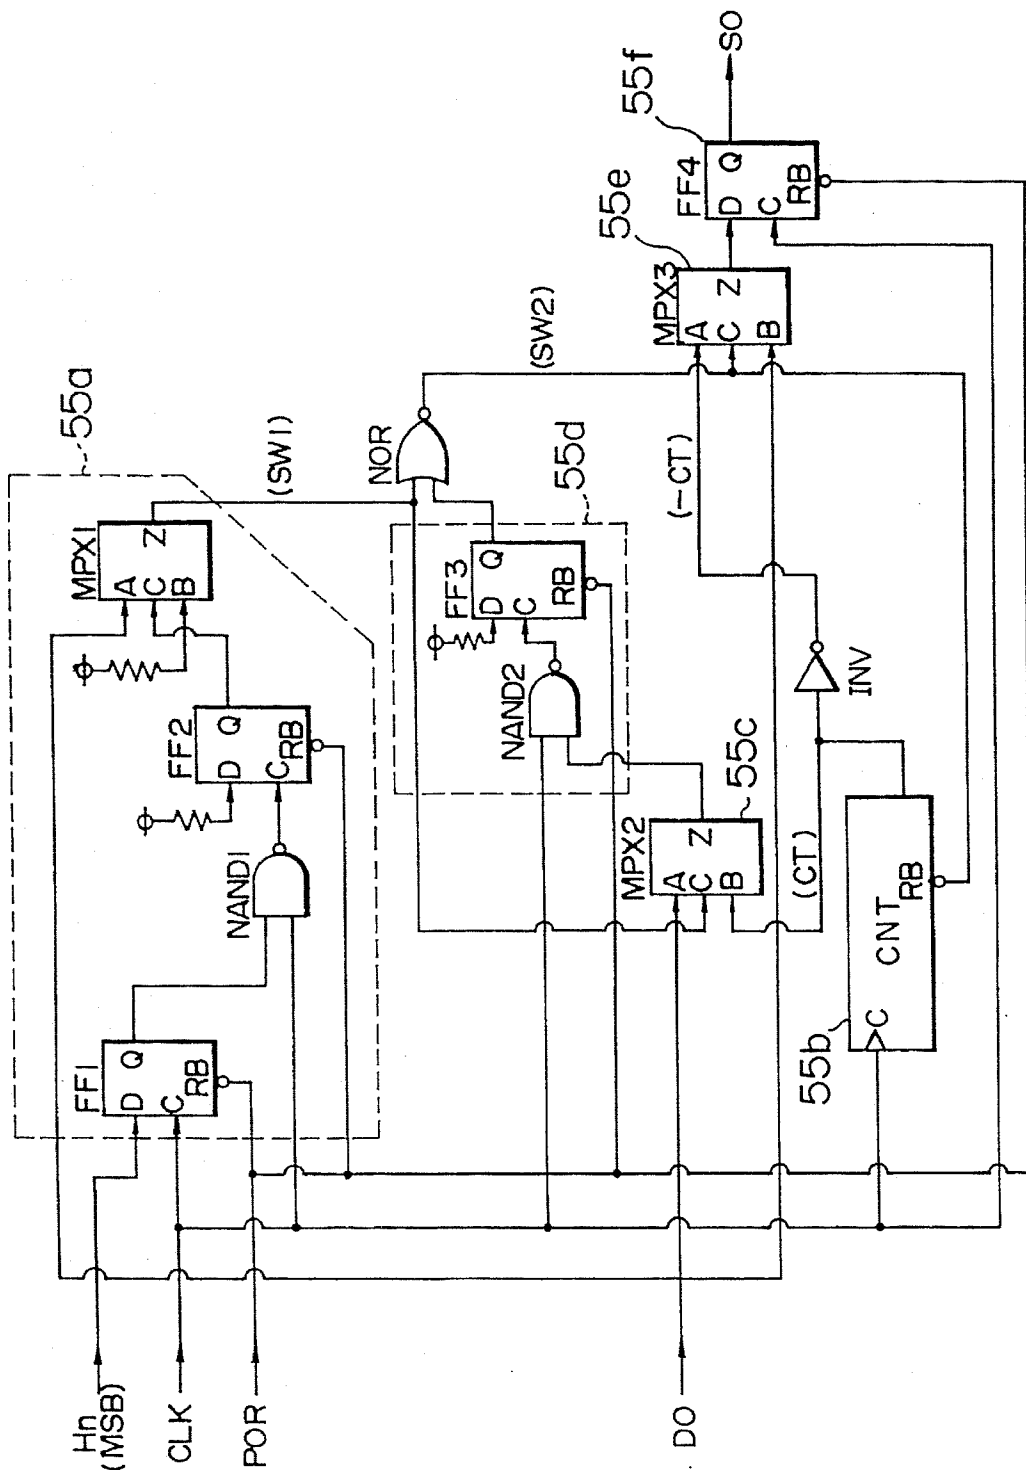 55a
MPX1
A
C
B
Z
(SW1)
FF2
D
Q
C
RB
NAND1
FF1
D
Q
C
RB
Hn
(MSB)
CLK
POR
NOR
(SW2)
55d
FF3
D
Q
C
RB
NAND2
MPX2
A
C
B
Z
55c
DO
55f
FF4
D
Q
C
RB
SO
55e
MPX3
A
C
B
Z
(-CT)
INV
(CT)
55b
C
CNT
RB